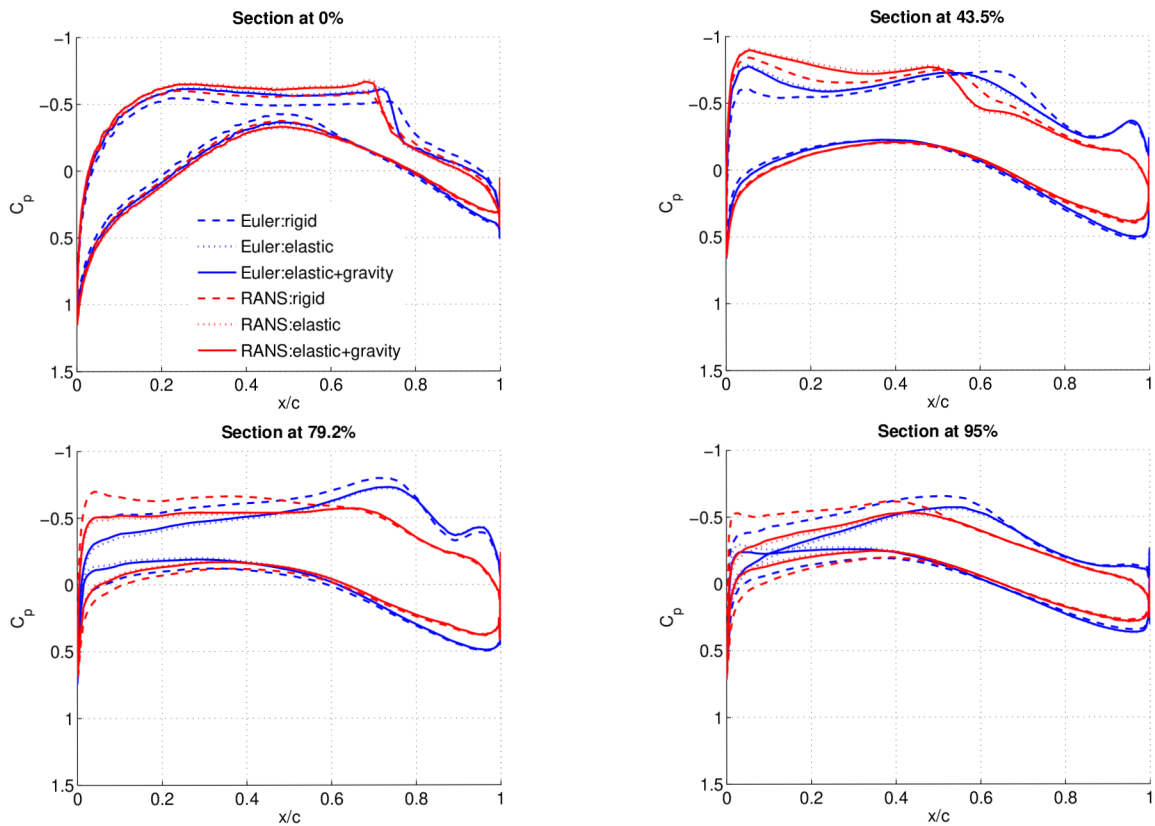 Section at 0%
−1
−0.5
0
0.5
1
1.5
C_p
0 0.2 0.4 0.6 0.8 1
x/c
Euler:rigid
Euler:elastic
Euler:elastic+gravity
RANS:rigid
RANS:elastic
RANS:elastic+gravity
Section at 43.5%
−1
−0.5
0
0.5
1
1.5
C_p
0 0.2 0.4 0.6 0.8 1
x/c
Section at 79.2%
−1
−0.5
0
0.5
1
1.5
C_p
0 0.2 0.4 0.6 0.8 1
x/c
Section at 95%
−1
−0.5
0
0.5
1
1.5
C_p
0 0.2 0.4 0.6 0.8 1
x/c